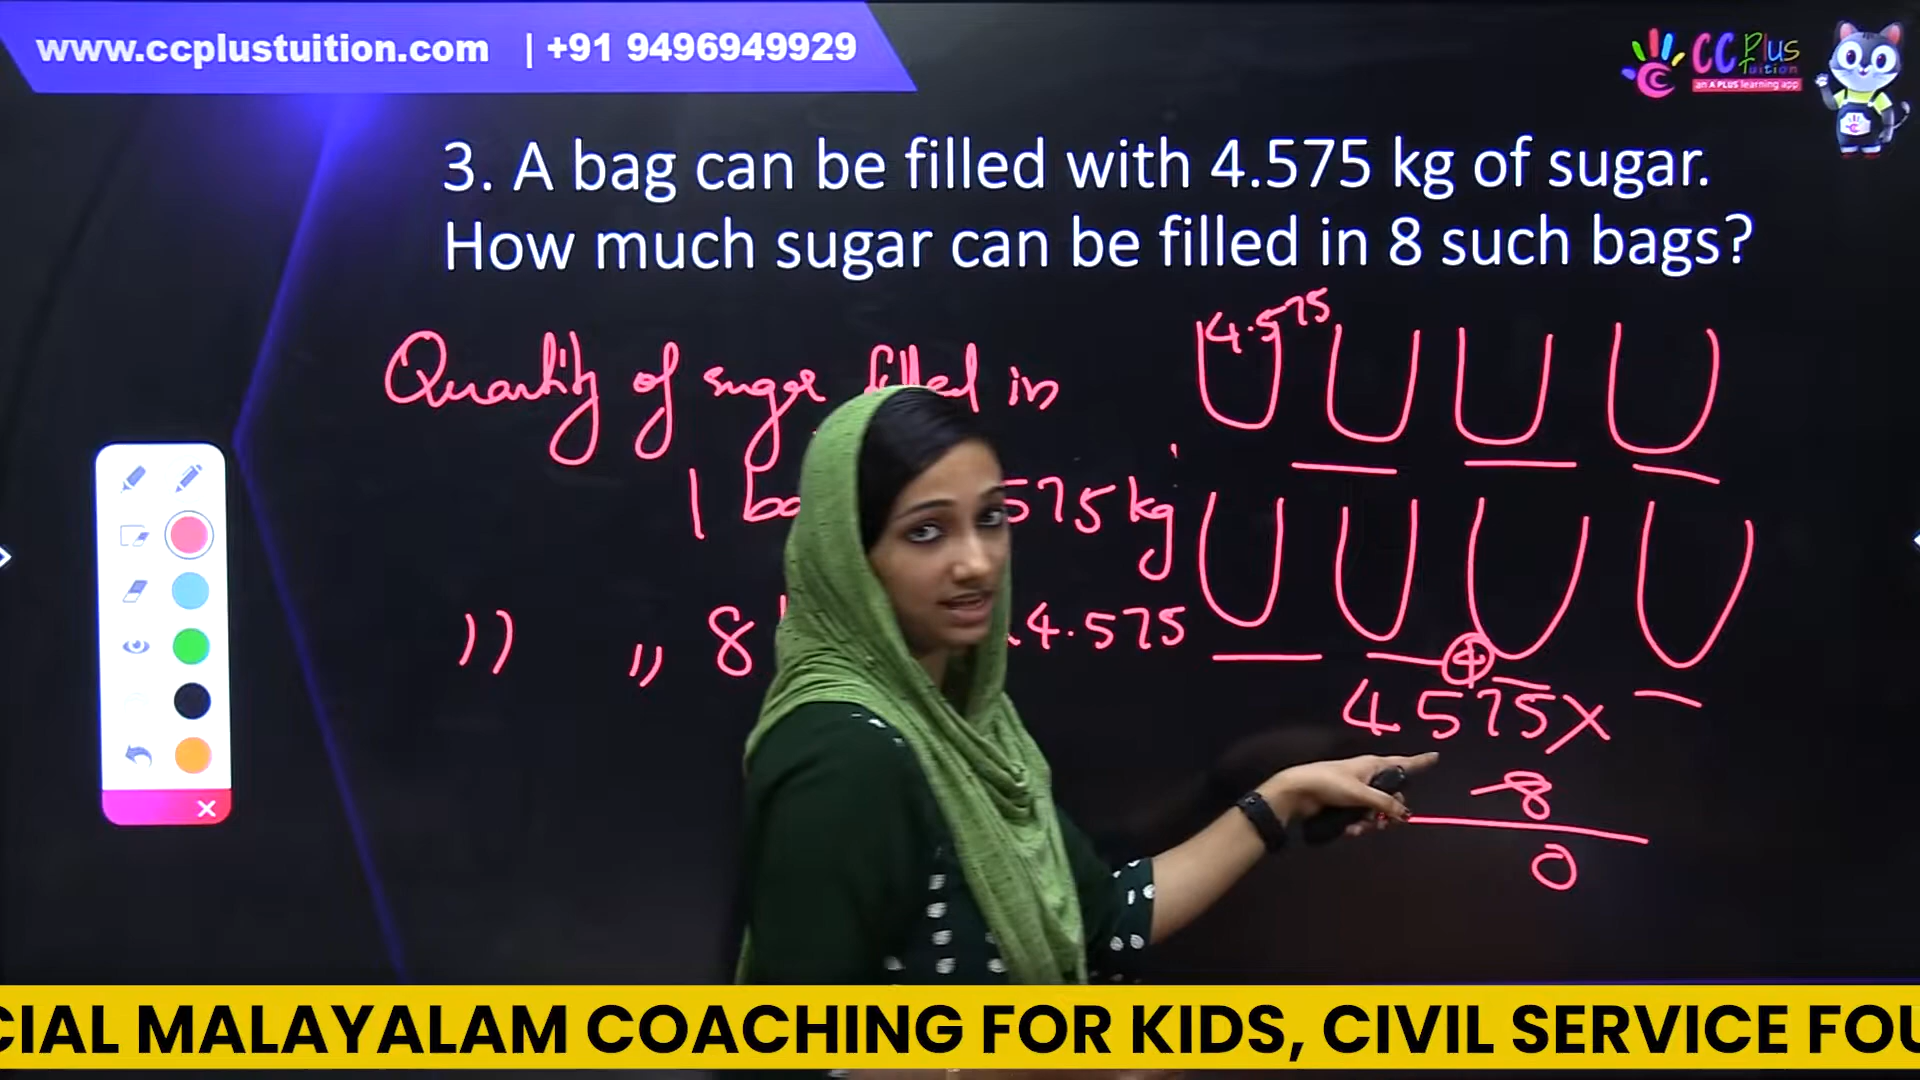 www.ccplustuition.com | +91 9496949929
CC Plus
Tuition
an A PLUS learning app
3. A bag can be filled with 4.575 kg of sugar.
How much sugar can be filled in 8 such bags?
4.575
Quantity of sugar filled in
1 575 kg
〃 〃 8 4.575
4
4575 X
8
0
CIAL MALAYALAM COACHING FOR KIDS, CIVIL SERVICE FOU